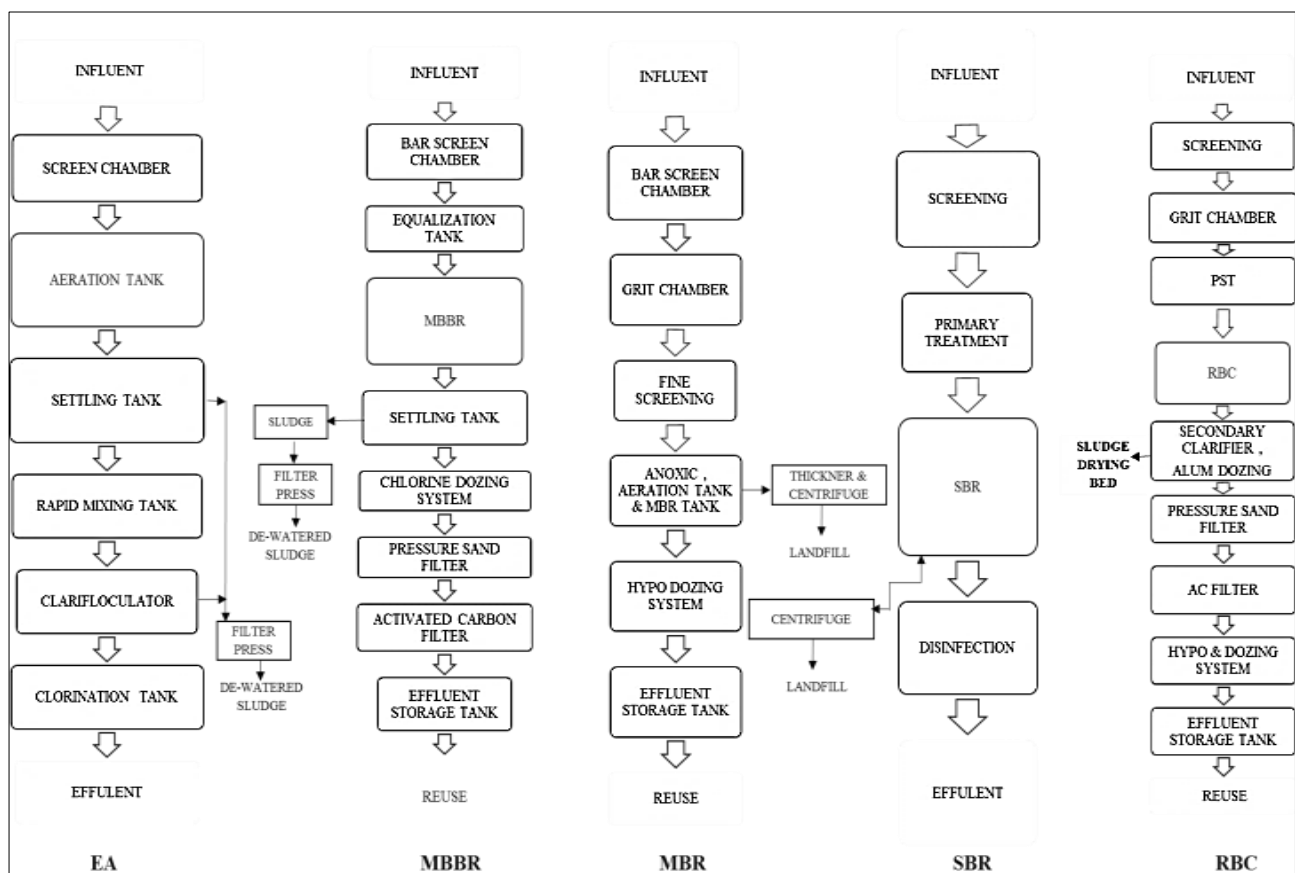 INFLUENT
SCREEN CHAMBER
AERATION TANK
SETTLING TANK
RAPID MIXING TANK
CLARIFLOCULATOR
CLORINATION TANK
EFFULENT
EA
FILTER
PRESS
DE-WATERED
SLUDGE
INFLUENT
BAR SCREEN
CHAMBER
EQUALIZATION
TANK
MBBR
SETTLING TANK
CHLORINE DOZING
SYSTEM
PRESSURE SAND
FILTER
ACTIVATED CARBON
FILTER
EFFLUENT
STORAGE TANK
REUSE
MBBR
SLUDGE
FILTER
PRESS
DE-WATERED
SLUDGE
INFLUENT
BAR SCREEN
CHAMBER
GRIT CHAMBER
FINE
SCREENING
ANOXIC ,
AERATION TANK
& MBR TANK
HYPO DOZING
SYSTEM
EFFLUENT
STORAGE TANK
REUSE
MBR
THICKNER &
CENTRIFUGE
LANDFILL
INFLUENT
SCREENING
PRIMARY
TREATMENT
SBR
DISINFECTION
EFFULENT
SBR
CENTRIFUGE
LANDFILL
INFLUENT
SCREENING
GRIT CHAMBER
PST
RBC
SECONDARY
CLARIFIER ,
ALUM DOZING
PRESSURE SAND
FILTER
AC FILTER
HYPO & DOZING
SYSTEM
EFFLUENT
STORAGE TANK
REUSE
RBC
SLUDGE
DRYING
BED